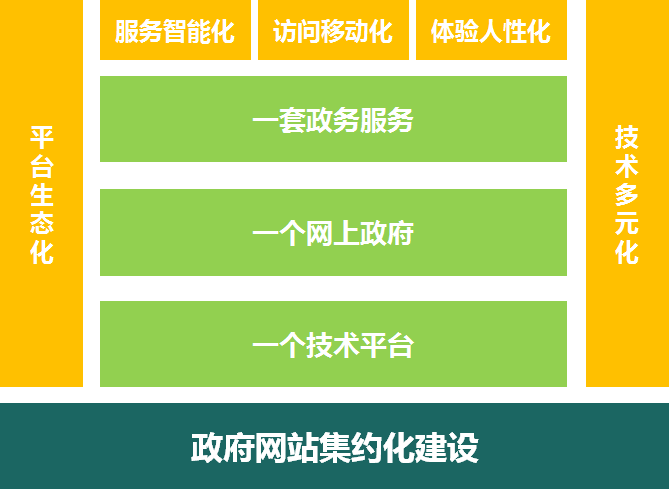 服务智能化
访问移动化
体验人性化
平台生态化
一套政务服务
一个网上政府
一个技术平台
技术多元化
政府网站集约化建设